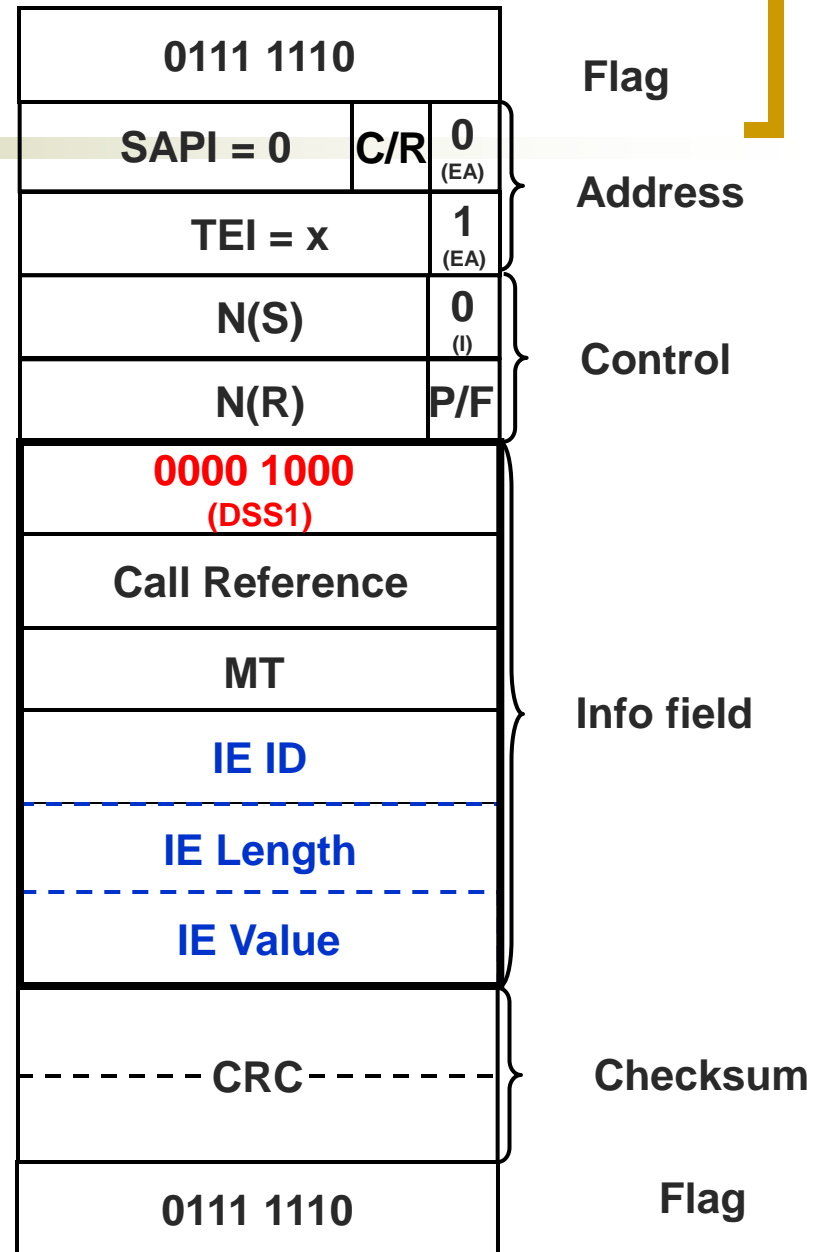 0111 1110
Flag
SAPI = 0 C/R 0
(EA)
Address
TEI = x 1
(EA)
N(S) 0
(I)
Control
N(R) P/F
0000 1000
(DSS1)
Call Reference
MT
Info field
IE ID
IE Length
IE Value
CRC
Checksum
0111 1110
Flag